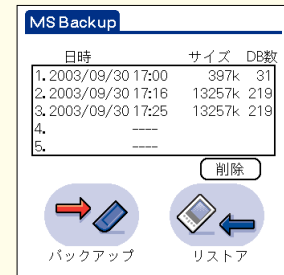 MS Backup
日時 サイズ DB数
1. 2003/09/30 17:00 397k 31
2. 2003/09/30 17:16 13257k 219
3. 2003/09/30 17:25 13257k 219
4. ----
5. ----
削除
バックアップ リストア